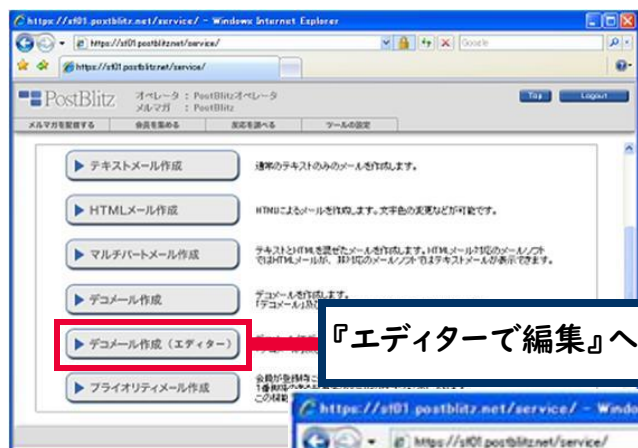 https://sf01.postblitz.net/service/ - Windows Internet Explorer
https://sf01.postblitz.net/service/
Google
https://sf01.postblitz.net/service/
PostBlitz
オペレータ : PostBlitzオペレータ
メルマガ : PostBlitz
Top
Logout
メルマガを配信する
会員を集める
反応を調べる
ツールの設定
テキストメール作成
通常のテキストのみのメールを作成します。
HTMLメール作成
HTMLによるメールを作成します。文字色の変更などが可能です。
マルチパートメール作成
テキストとHTMLを混ぜたメールを作成します。HTMLメール対応のメールソフト
ではHTMLメールが、非対応のメールソフトではテキストメールが表示できます。
デコメール作成
デコメールを作成します。
デコメール作成(エディター)
『エディターで編集』へ
プライオリティメール作成
https://sf01.postblitz.net/service/ - Windo
https://sf01.postblitz.net/service/